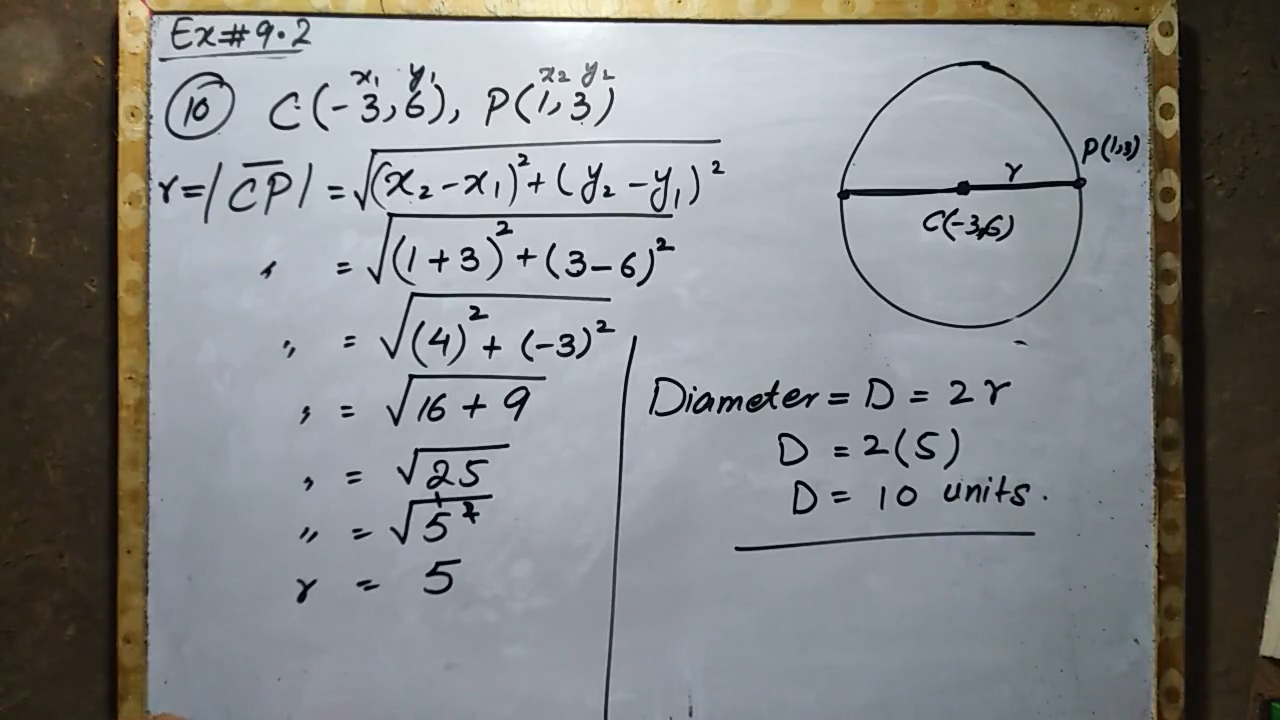 Ex#9.2
x₁ y₁ x₂ y₂
10 C(-3,6), P(1,3)
r=|C̅P̅| = √(x₂-x₁)²+(y₂-y₁)²
" = √(1+3)²+(3-6)²
" = √(4)²+(-3)²
" = √16+9
" = √25
" = √5²
r = 5
P(1,3)
r
C(-3,6)
Diameter = D = 2r
D = 2(5)
D = 10 units.